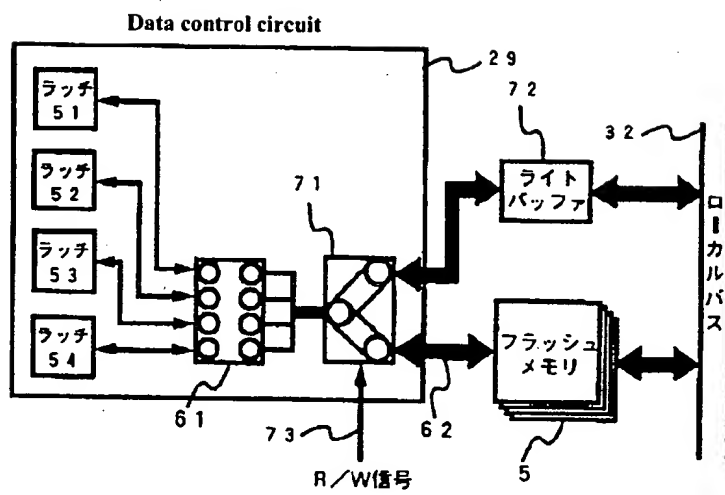 Data control circuit
29
ラッチ
51
ラッチ
52
ラッチ
53
ラッチ
54
71
72
32
ライト
バッファ
ローカルバス
フラッシュ
メモリ
61
73
62
5
R/W信号